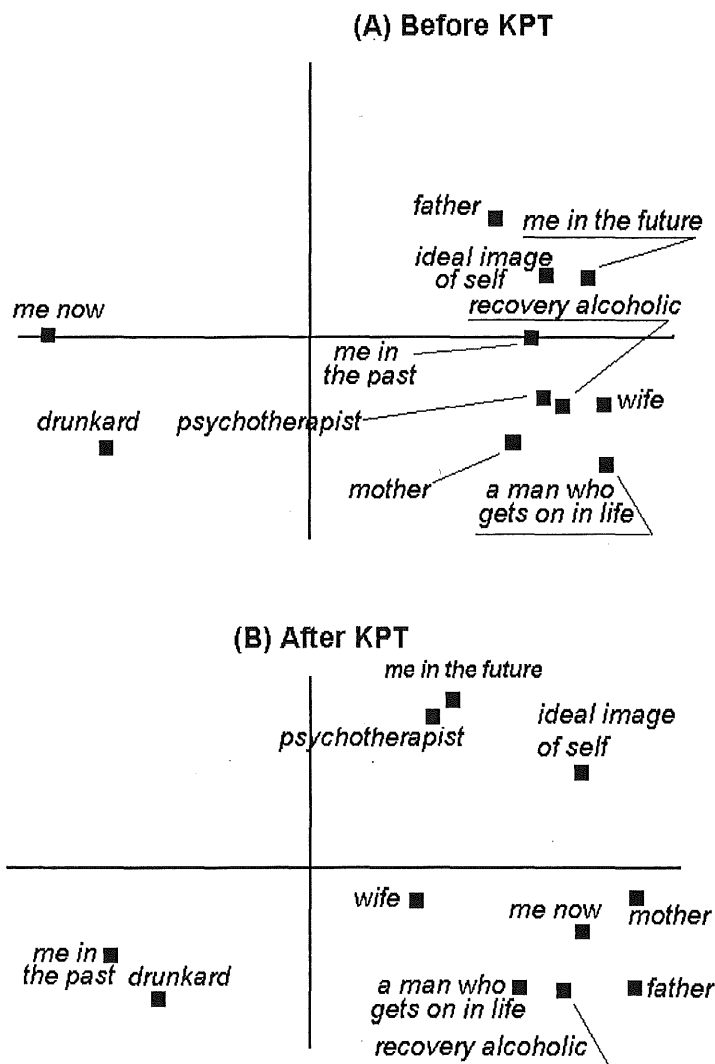 (A) Before KPT
father
me in the future
ideal image
of self
recovery alcoholic
me now
me in
the past
drunkard
psychotherapist
wife
mother
a man who
gets on in life
(B) After KPT
me in the future
psychotherapist
ideal image
of self
wife
me now
mother
me in
the past
drunkard
a man who
gets on in life
father
recovery alcoholic